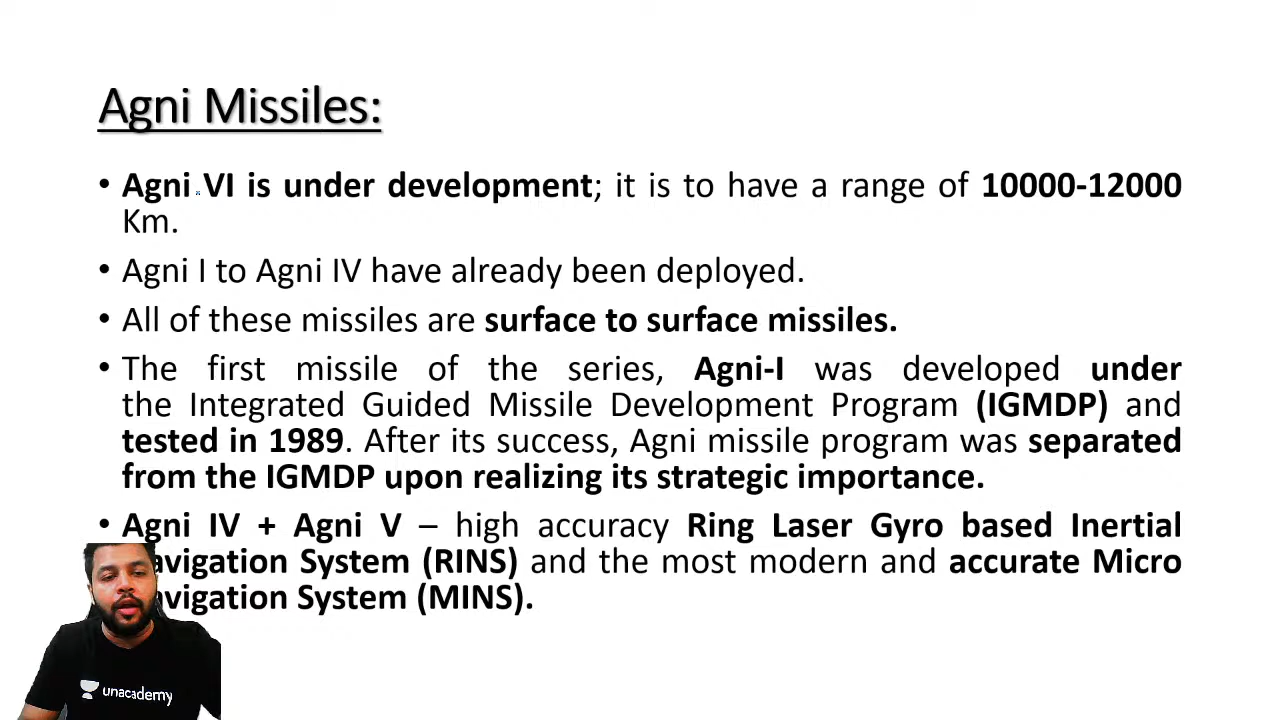 Agni Missiles:
• Agni VI is under development; it is to have a range of 10000-12000
Km.
• Agni I to Agni IV have already been deployed.
• All of these missiles are surface to surface missiles.
• The first missile of the series, Agni-I was developed under
the Integrated Guided Missile Development Program (IGMDP) and
tested in 1989. After its success, Agni missile program was separated
from the IGMDP upon realizing its strategic importance.
• Agni IV + Agni V – high accuracy Ring Laser Gyro based Inertial
avigation System (RINS) and the most modern and accurate Micro
avigation System (MINS).
unacademy